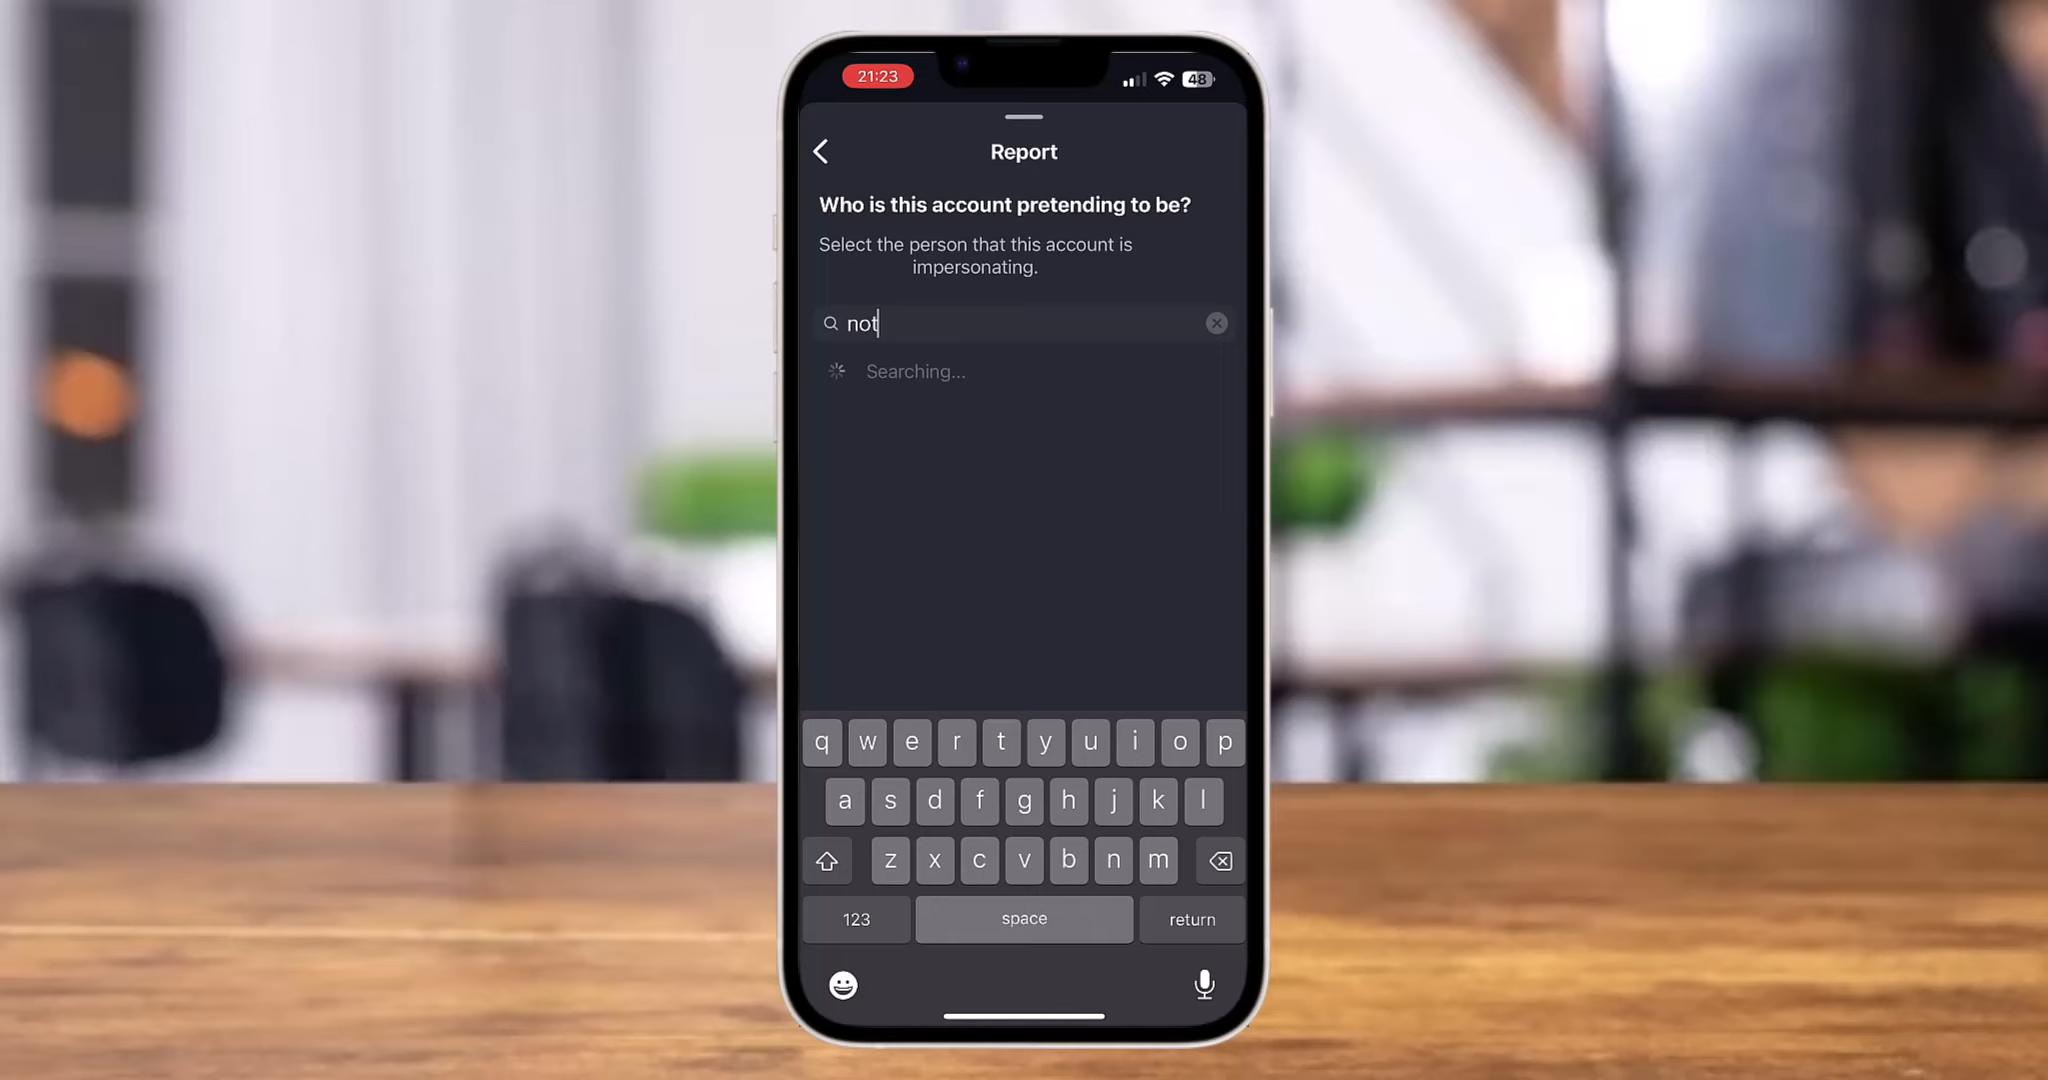 21:23
48
Report
Who is this account pretending to be?
Select the person that this account is
impersonating.
not
Searching...
q w e r t y u i o p
a s d f g h j k l
z x c v b n m
123 space return